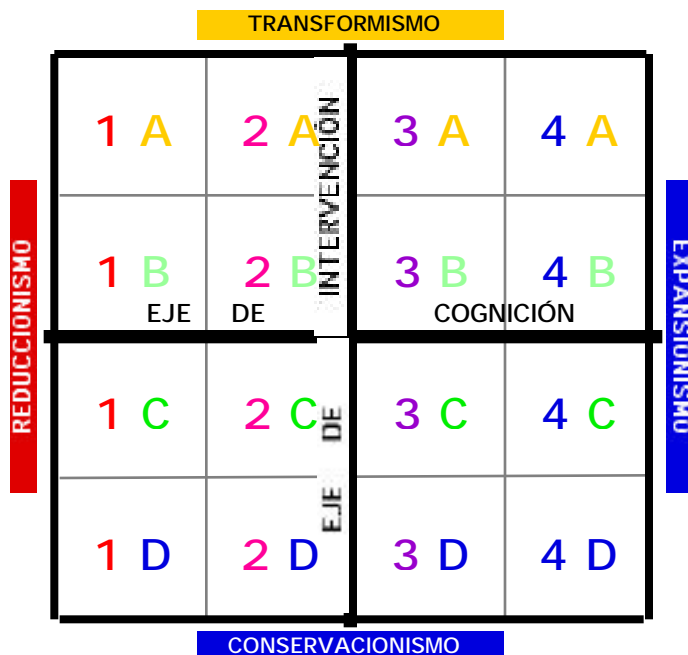 TRANSFORMISMO
1 A 2 A 3 A 4 A
1 B 2 B 3 B 4 B
EJE DE COGNICIÓN
1 C 2 C 3 C 4 C
1 D 2 D 3 D 4 D
EJE DE INTERVENCIÓN
REDUCCIONISMO
EXPANSIONISMO
CONSERVACIONISMO